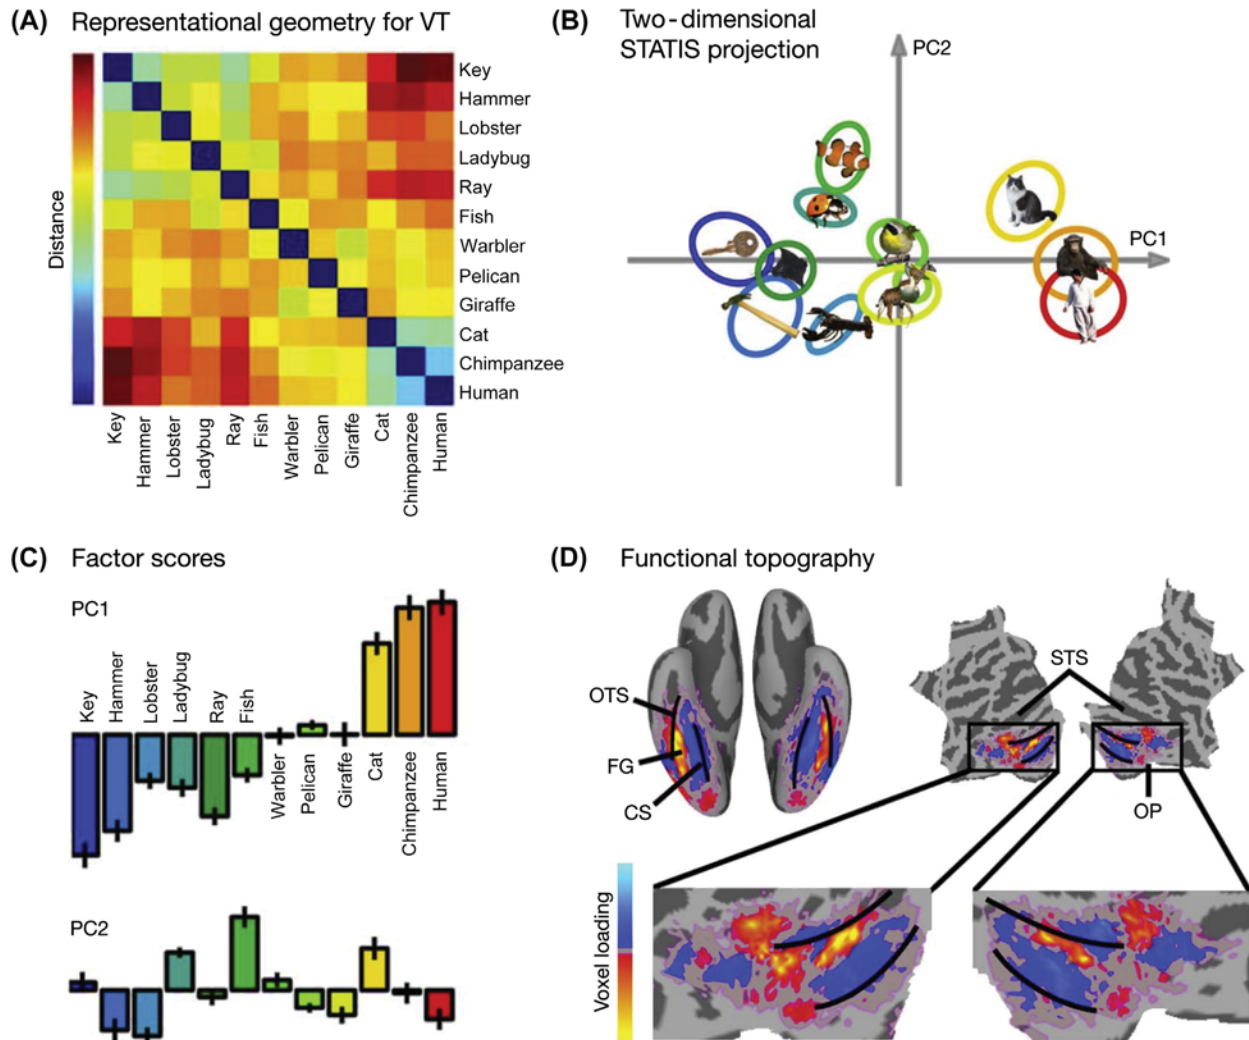 (A) Representational geometry for VT
Distance
Key
Hammer
Lobster
Ladybug
Ray
Fish
Warbler
Pelican
Giraffe
Cat
Chimpanzee
Human
Key
Hammer
Lobster
Ladybug
Ray
Fish
Warbler
Pelican
Giraffe
Cat
Chimpanzee
Human
(B) Two-dimensional
STATIS projection
PC2
PC1
(C) Factor scores
PC1
Key
Hammer
Lobster
Ladybug
Ray
Fish
Warbler
Pelican
Giraffe
Cat
Chimpanzee
Human
PC2
(D) Functional topography
OTS
FG
CS
STS
OP
Voxel loading